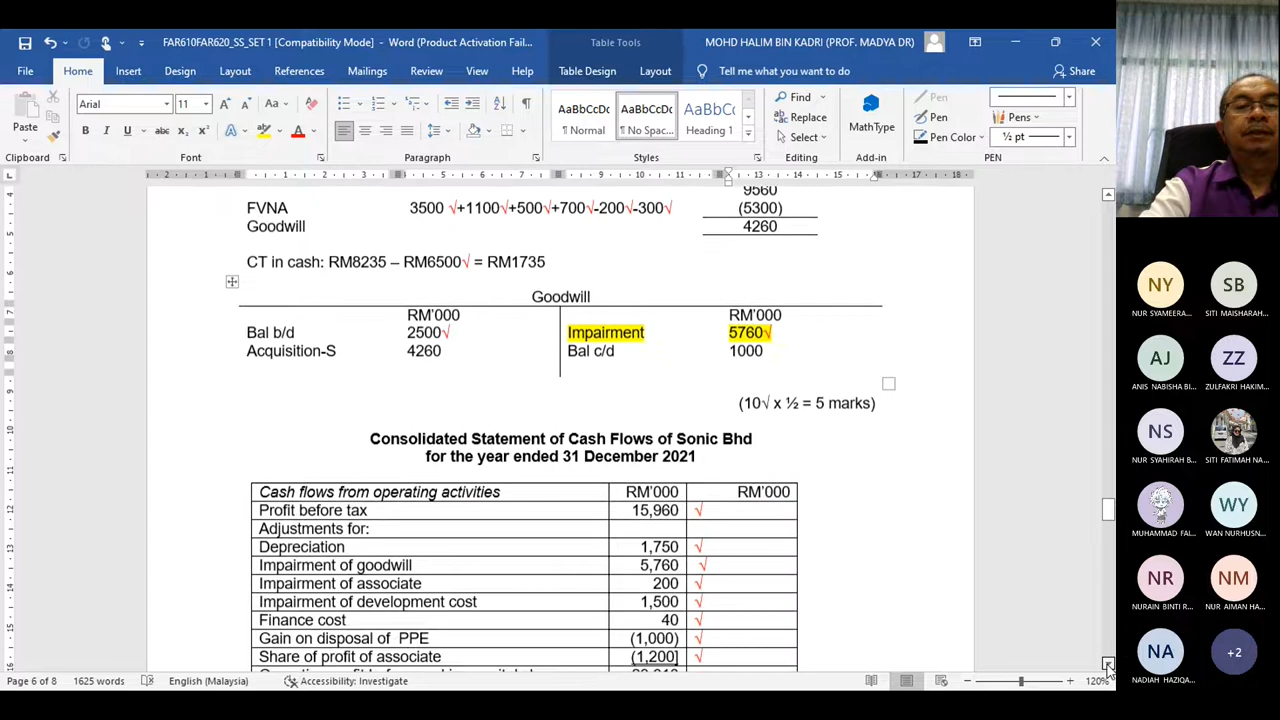 FAR610FAR620_SS_SET 1 [Compatibility Mode] - Word (Product Activation Fail...
Table Tools
MOHD HALIM BIN KADRI (PROF. MADYA DR)
File Home Insert Design Layout References Mailings Review View Help Table Design Layout Tell me what you want to do Share
Arial 11
Paste
Clipboard
Font
Paragraph
AaBbCcDc AaBbCcDc AaBbCc
¶ Normal ¶ No Spac... Heading 1
Styles
Find
Replace
Select
Editing
MathType
Add-in
Pen
Pen
Pen Color
Pens
½ pt
PEN
9560
FVNA 3500 √+1100√+500√+700√-200√-300√ (5300)
Goodwill 4260
CT in cash: RM8235 – RM6500√ = RM1735
Goodwill
RM'000 RM'000
Bal b/d 2500√ Impairment 5760√
Acquisition-S 4260 Bal c/d 1000
(10√ x ½ = 5 marks)
Consolidated Statement of Cash Flows of Sonic Bhd
for the year ended 31 December 2021
Cash flows from operating activities RM'000 RM'000
Profit before tax 15,960 √
Adjustments for:
Depreciation 1,750 √
Impairment of goodwill 5,760 √
Impairment of associate 200 √
Impairment of development cost 1,500 √
Finance cost 40 √
Gain on disposal of PPE (1,000) √
Share of profit of associate (1,200] √
Page 6 of 8 1625 words English (Malaysia) Accessibility: Investigate 120%
NY SB
NUR SYAMEERA... SITI MAISHARAH...
AJ ZZ
ANIS NABISHA BI... ZULFAKRI HAKIM...
NS
NUR SYAHIRAH B... SITI FATIMAH NA...
WY
MUHAMMAD FAI... WAN NURHUSN...
NR NM
NURAIN BINTI R... NUR AIMAN HA...
NA +2
NADIAH HAZIQA...